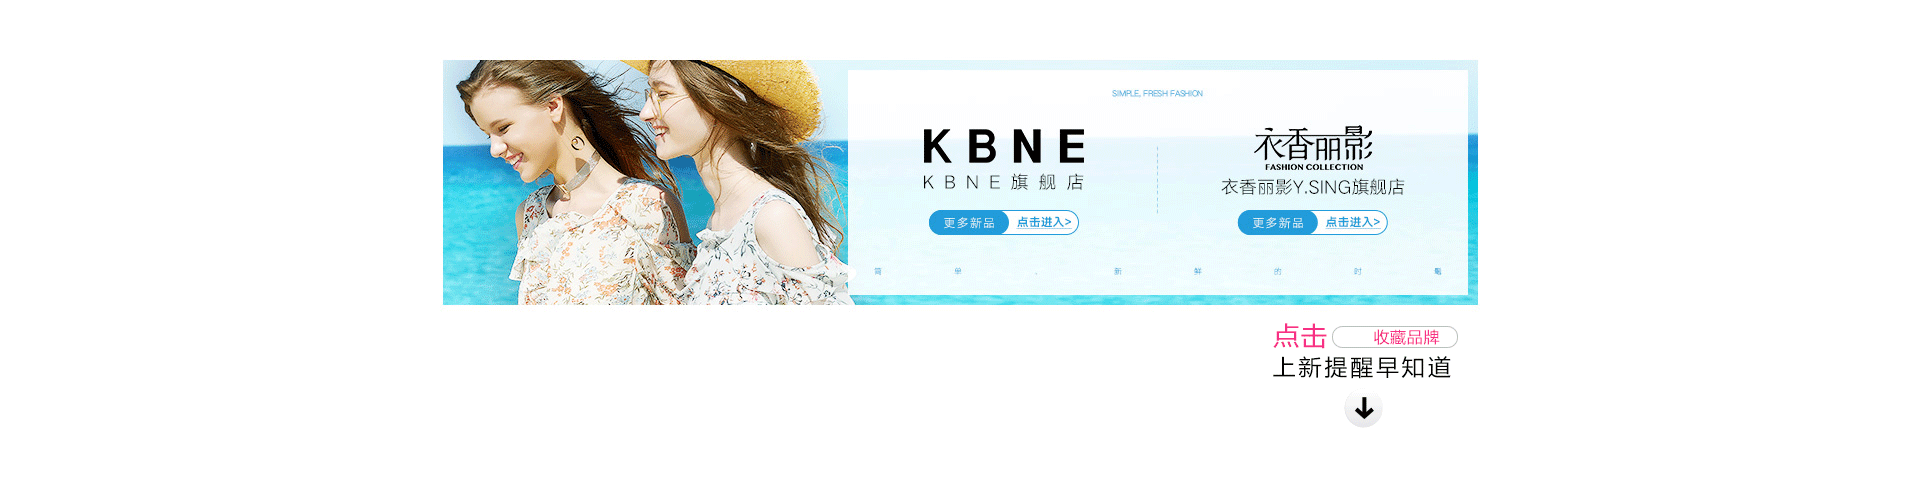 SIMPLE, FRESH FASHION
KBNE
KBNE旗舰店
更多新品 点击进入>
衣香丽影
FASHION COLLECTION
衣香丽影Y.SING旗舰店
更多新品 点击进入>
简 单 . 新 鲜 的 时 髦
点击 收藏品牌
上新提醒早知道